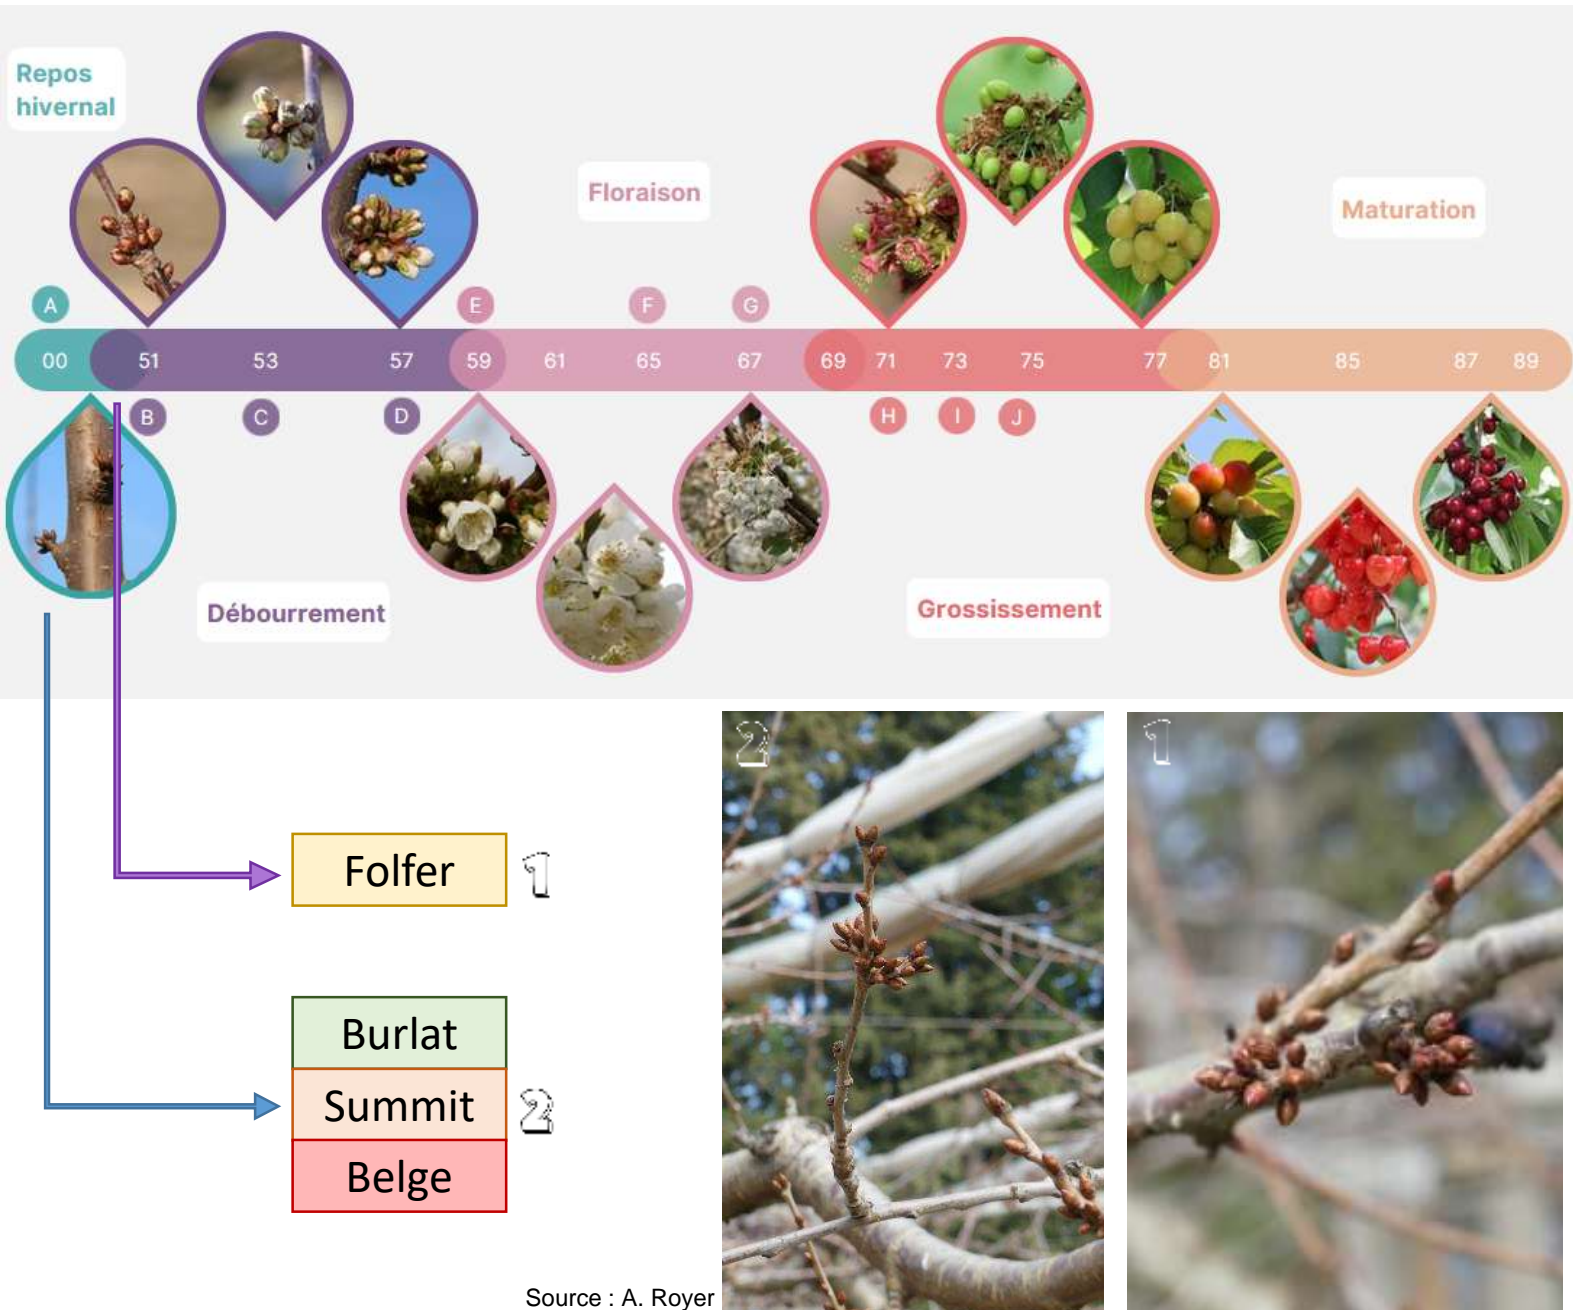 Repos
hivernal
Floraison
Maturation
A
E
F
G
00
51
53
57
59
61
65
67
69
71
73
75
77
81
85
87
89
B
C
D
H
I
J
Débourrement
Grossissement
2
1
Folfer
1
Burlat
Summit
2
Belge
Source : A. Royer